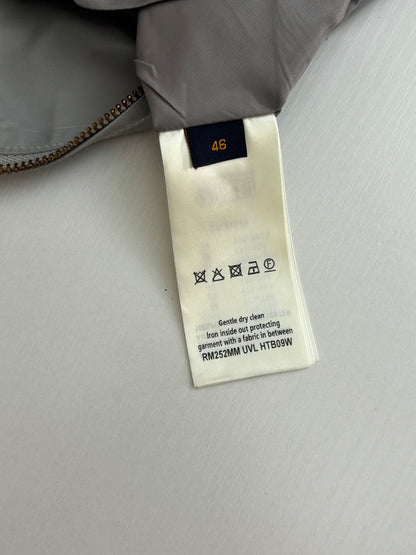 46
F
Gentle dry clean
Iron inside out protecting
garment with a fabric in between
RM252MM UVL HTB09W